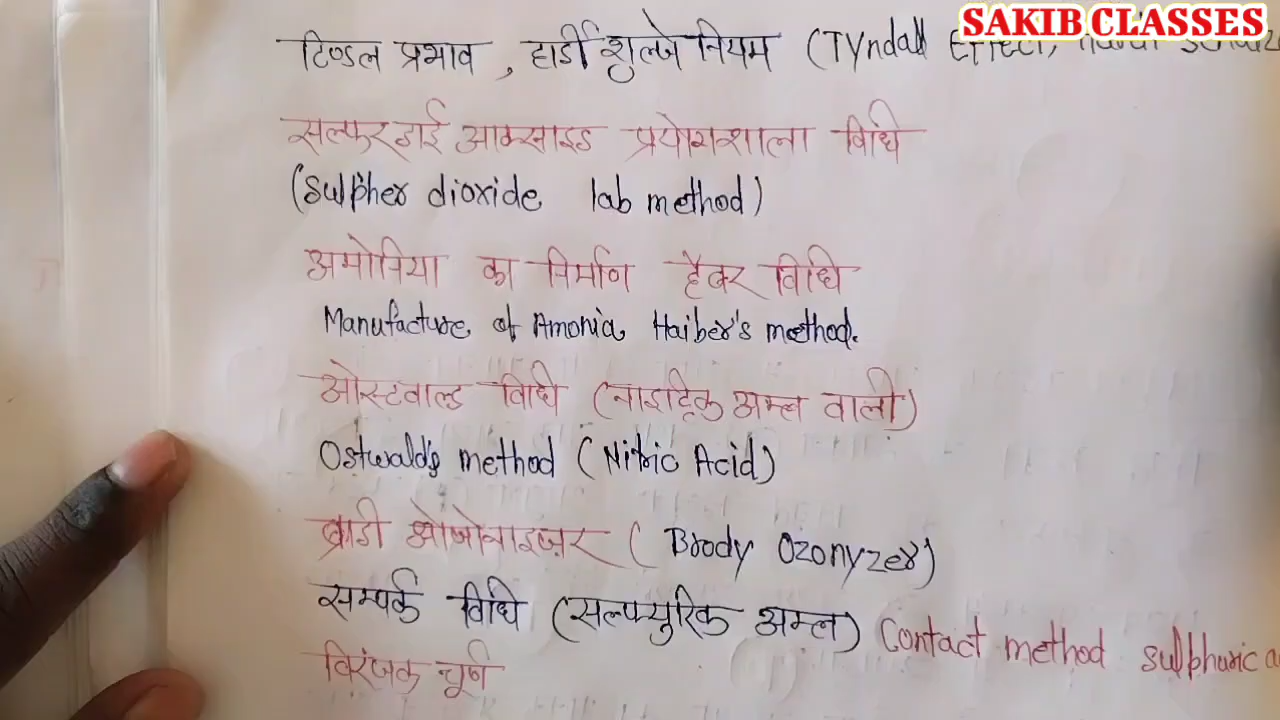 SAKIB CLASSES
टिण्डल प्रभाव , हार्डी शुल्जे नियम (Tyndall Effect,
सल्फर डाई आक्साइड प्रयोगशाला विधि
(Sulpher dioxide lab method)
अमोनिया का निर्माण हैबर विधि
Manufacture of Amonia Haiber's method.
ओस्टवाल्ड विधि (नाइट्रिक अम्ल वाली)
Ostwald's method (Nitric Acid)
ब्राडी ओजोनाइज़र ( Brody Ozonyzer)
सम्पर्क विधि (सल्फ्युरिक अम्ल) Contact method sulphuric
विरंजक चूर्ण